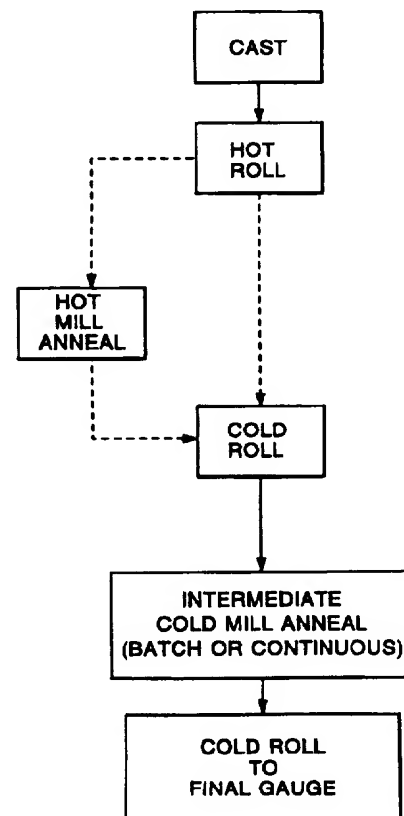 CAST
HOT
ROLL
HOT
MILL
ANNEAL
COLD
ROLL
INTERMEDIATE
COLD MILL ANNEAL
(BATCH OR CONTINUOUS)
COLD ROLL
TO
FINAL GAUGE